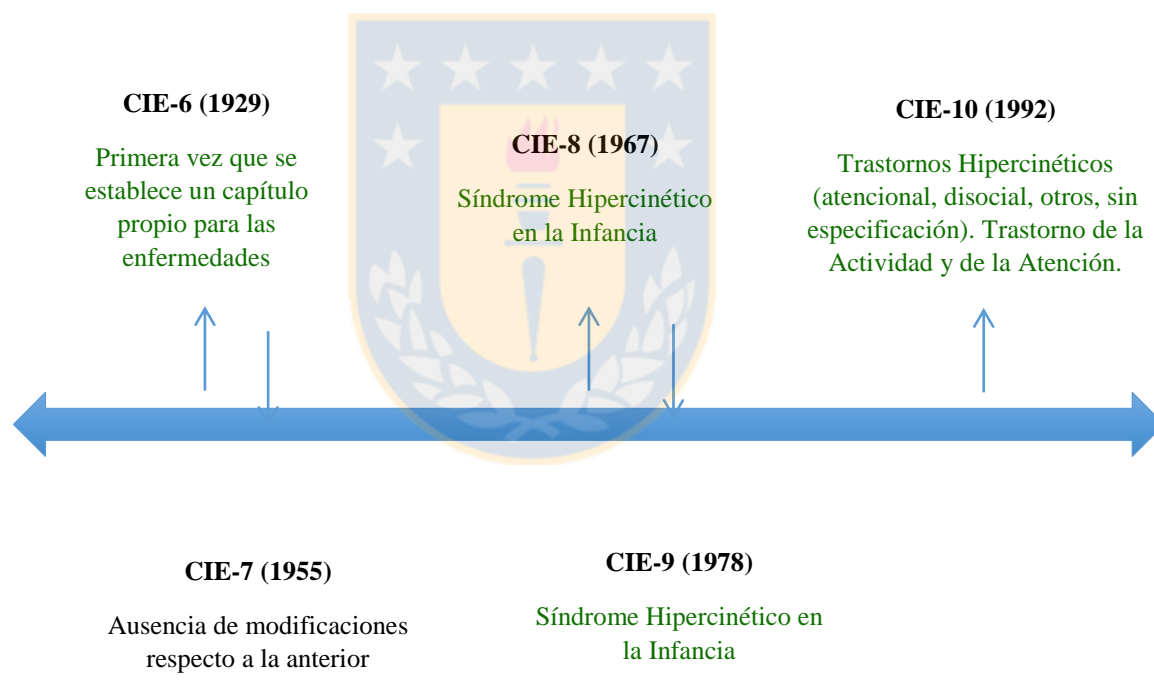 CIE-6 (1929)
Primera vez que se
establece un capítulo
propio para las
enfermedades
CIE-8 (1967)
Síndrome Hipercinético
en la Infancia
CIE-10 (1992)
Trastornos Hipercinéticos
(atencional, disocial, otros, sin
especificación). Trastorno de la
Actividad y de la Atención.
CIE-7 (1955)
Ausencia de modificaciones
respecto a la anterior
CIE-9 (1978)
Síndrome Hipercinético en
la Infancia